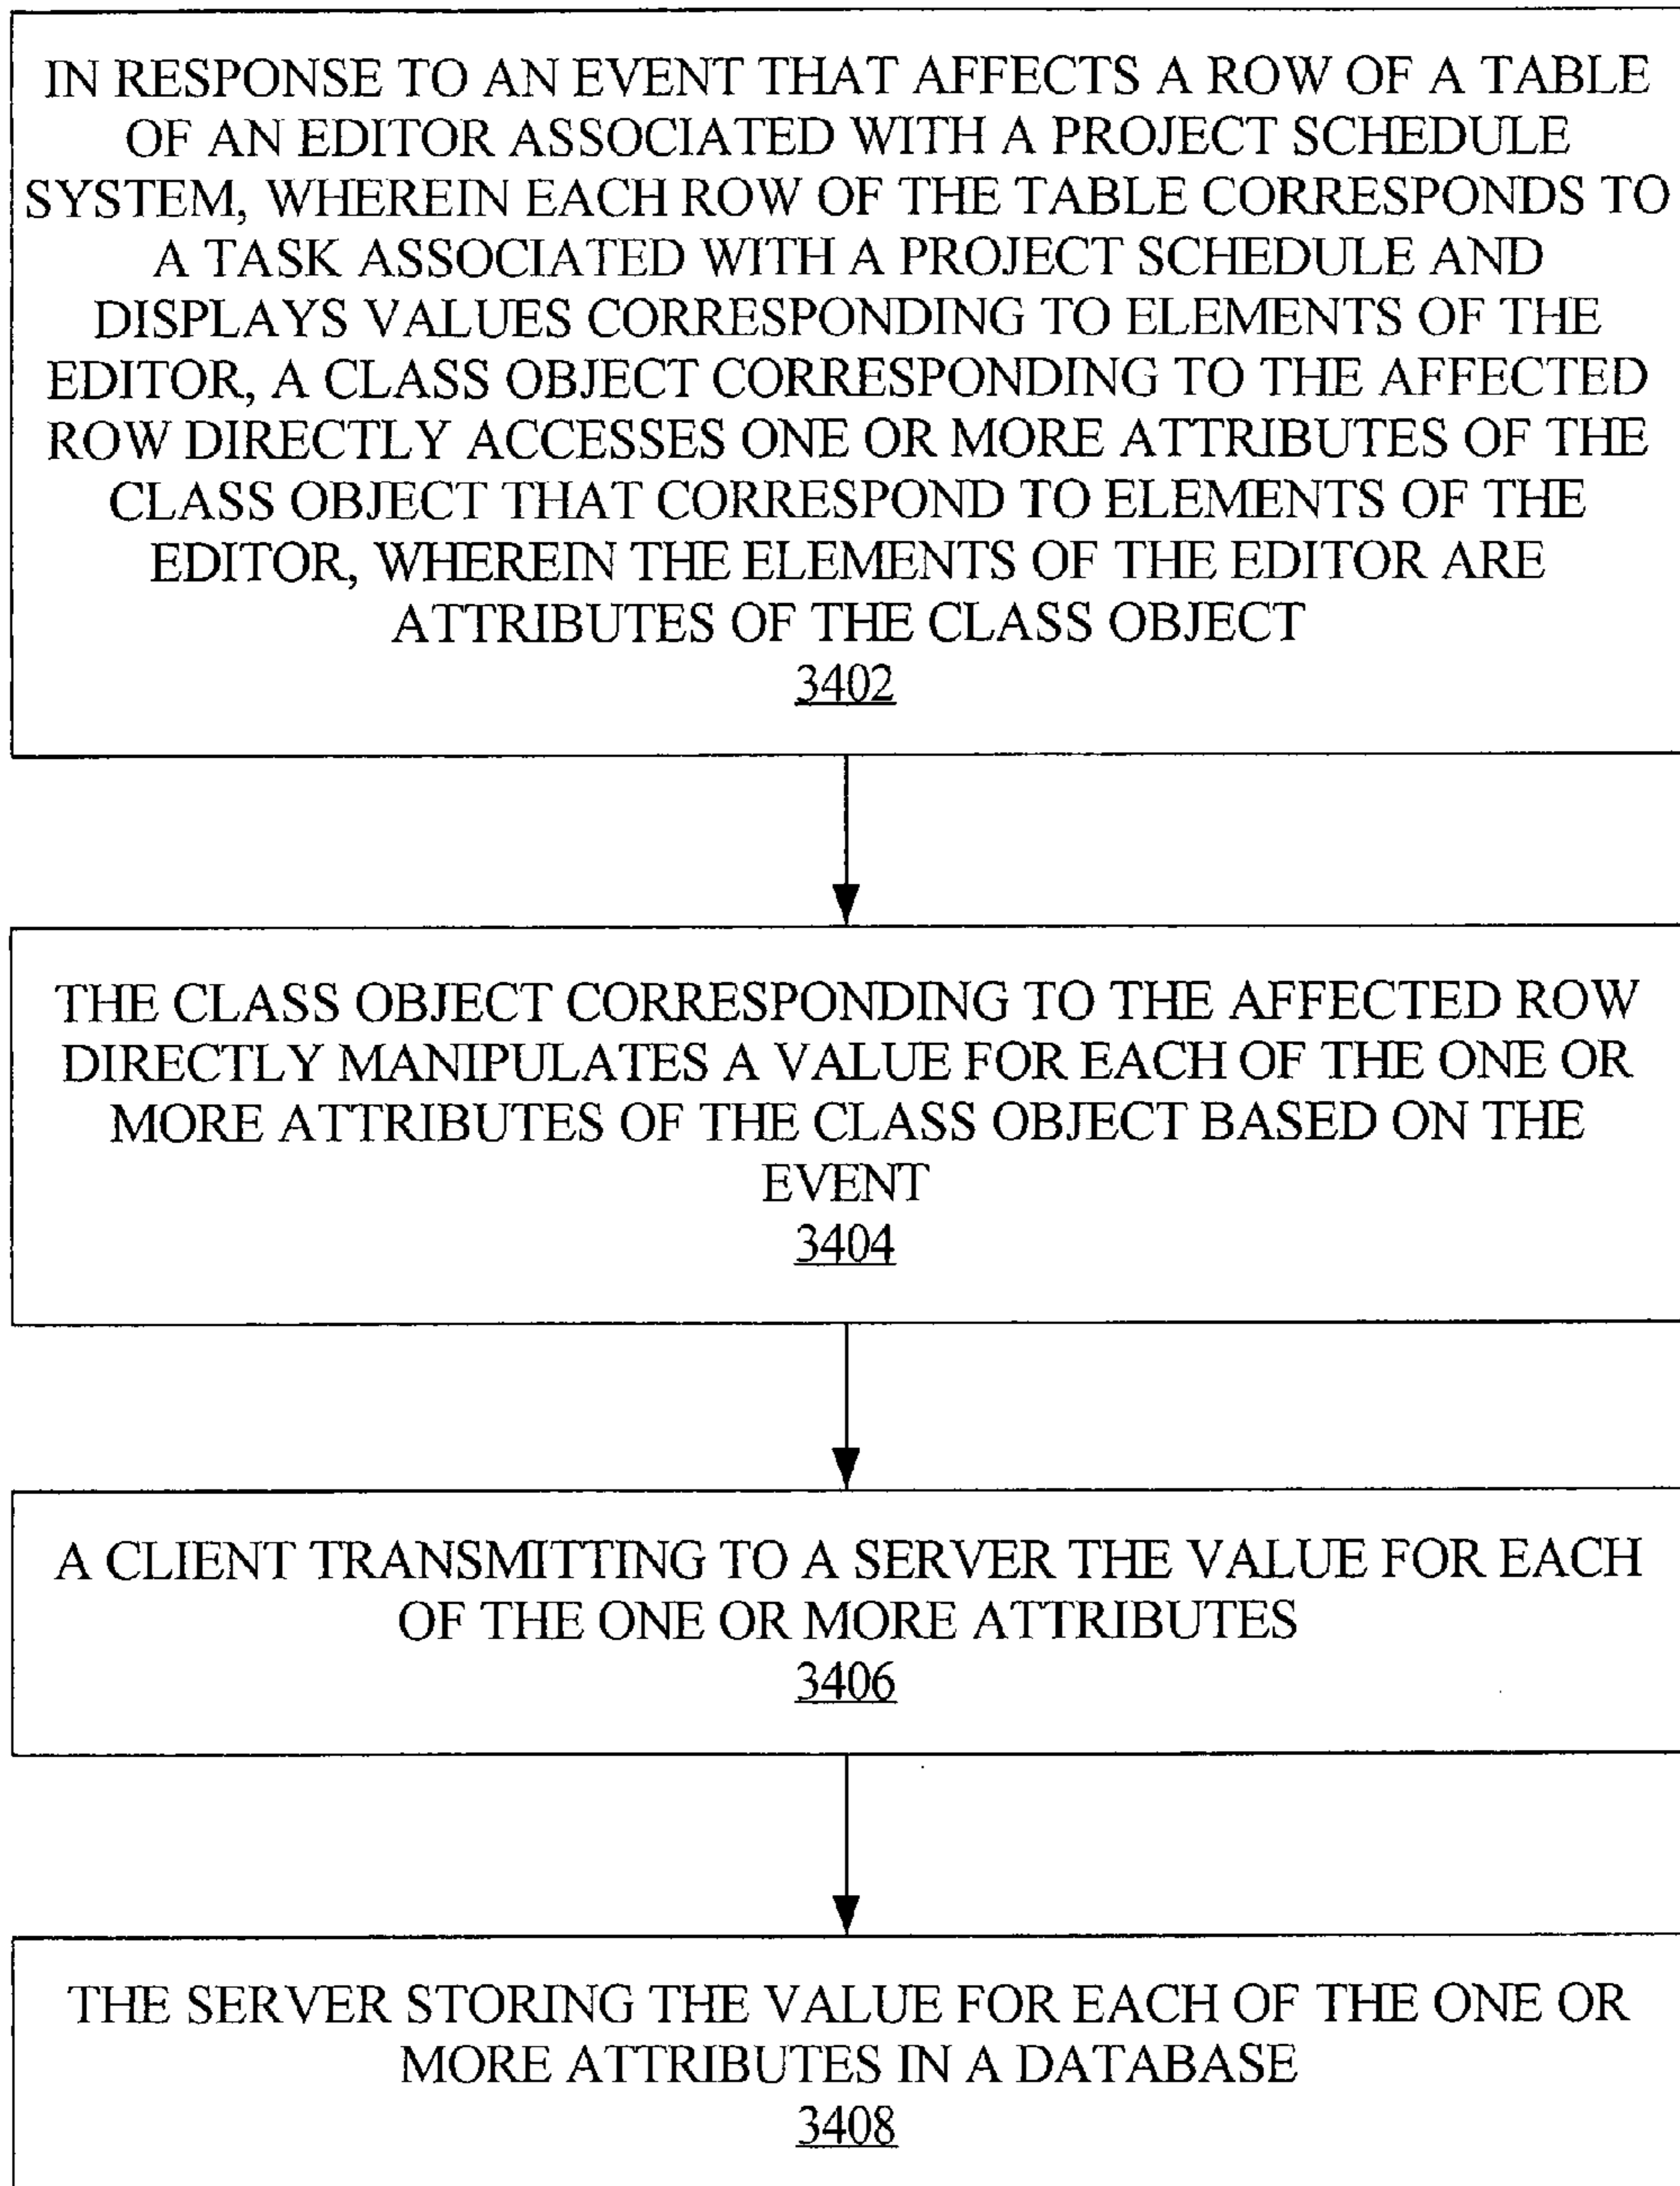 IN RESPONSE TO AN EVENT THAT AFFECTS A ROW OF A TABLE
OF AN EDITOR ASSOCIATED WITH A PROJECT SCHEDULE
SYSTEM, WHEREIN EACH ROW OF THE TABLE CORRESPONDS TO
A TASK ASSOCIATED WITH A PROJECT SCHEDULE AND
DISPLAYS VALUES CORRESPONDING TO ELEMENTS OF THE
EDITOR, A CLASS OBJECT CORRESPONDING TO THE AFFECTED
ROW DIRECTLY ACCESSES ONE OR MORE ATTRIBUTES OF THE
CLASS OBJECT THAT CORRESPOND TO ELEMENTS OF THE
EDITOR, WHEREIN THE ELEMENTS OF THE EDITOR ARE
ATTRIBUTES OF THE CLASS OBJECT
3402
THE CLASS OBJECT CORRESPONDING TO THE AFFECTED ROW
DIRECTLY MANIPULATES A VALUE FOR EACH OF THE ONE OR
MORE ATTRIBUTES OF THE CLASS OBJECT BASED ON THE
EVENT
3404
A CLIENT TRANSMITTING TO A SERVER THE VALUE FOR EACH
OF THE ONE OR MORE ATTRIBUTES
3406
THE SERVER STORING THE VALUE FOR EACH OF THE ONE OR
MORE ATTRIBUTES IN A DATABASE
3408